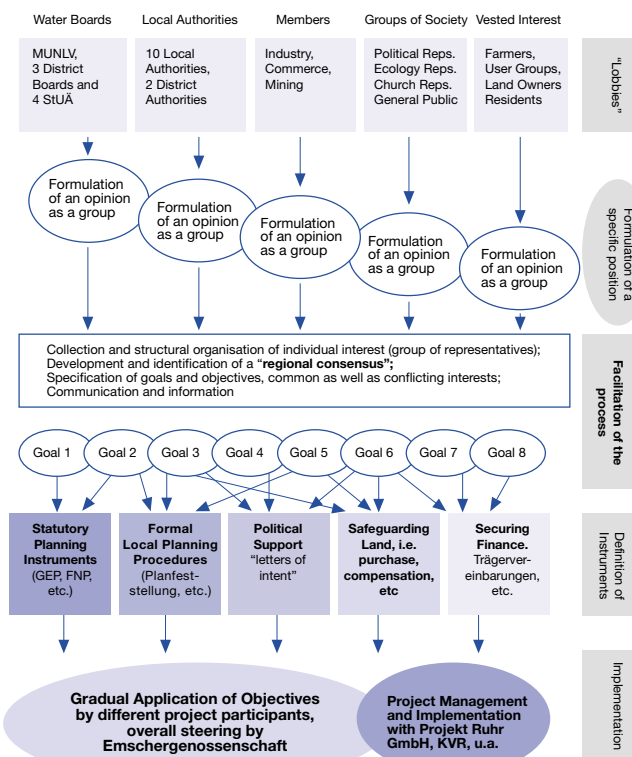 Water Boards
Local Authorities
Members
Groups of Society
Vested Interest
MUNLV,
3 District
Boards and
4 StUÄ
10 Local
Authorities,
2 District
Authorities
Industry,
Commerce,
Mining
Political Reps.
Ecology Reps.
Church Reps.
General Public
Farmers,
User Groups,
Land Owners
Residents
"Lobbies"
Formulation
of an opinion
as a group
Formulation
of an opinion
as a group
Formulation
of an opinion
as a group
Formulation
of an opinion
as a group
Formulation
of an opinion
as a group
Formulation of a
specific position
Collection and structural organisation of individual interest (group of representatives);
Development and identification of a “regional consensus”;
Specification of goals and objectives, common as well as conflicting interests;
Communication and information
Facilitation of the
process
Goal 1
Goal 2
Goal 3
Goal 4
Goal 5
Goal 6
Goal 7
Goal 8
Statutory
Planning
Instruments
(GEP, FNP,
etc.)
Formal
Local Planning
Procedures
(Planfest-
stellung, etc.)
Political
Support
“letters of
intent”
Safeguarding
Land, i.e.
purchase,
compensation,
etc
Securing
Finance.
Trägerver-
einbarungen,
etc.
Definition of
Instruments
Gradual Application of Objectives
by different project participants,
overall steering by
Emschergenossenschaft
Project Management
and Implementation
with Projekt Ruhr
GmbH, KVR, u.a.
Implementation